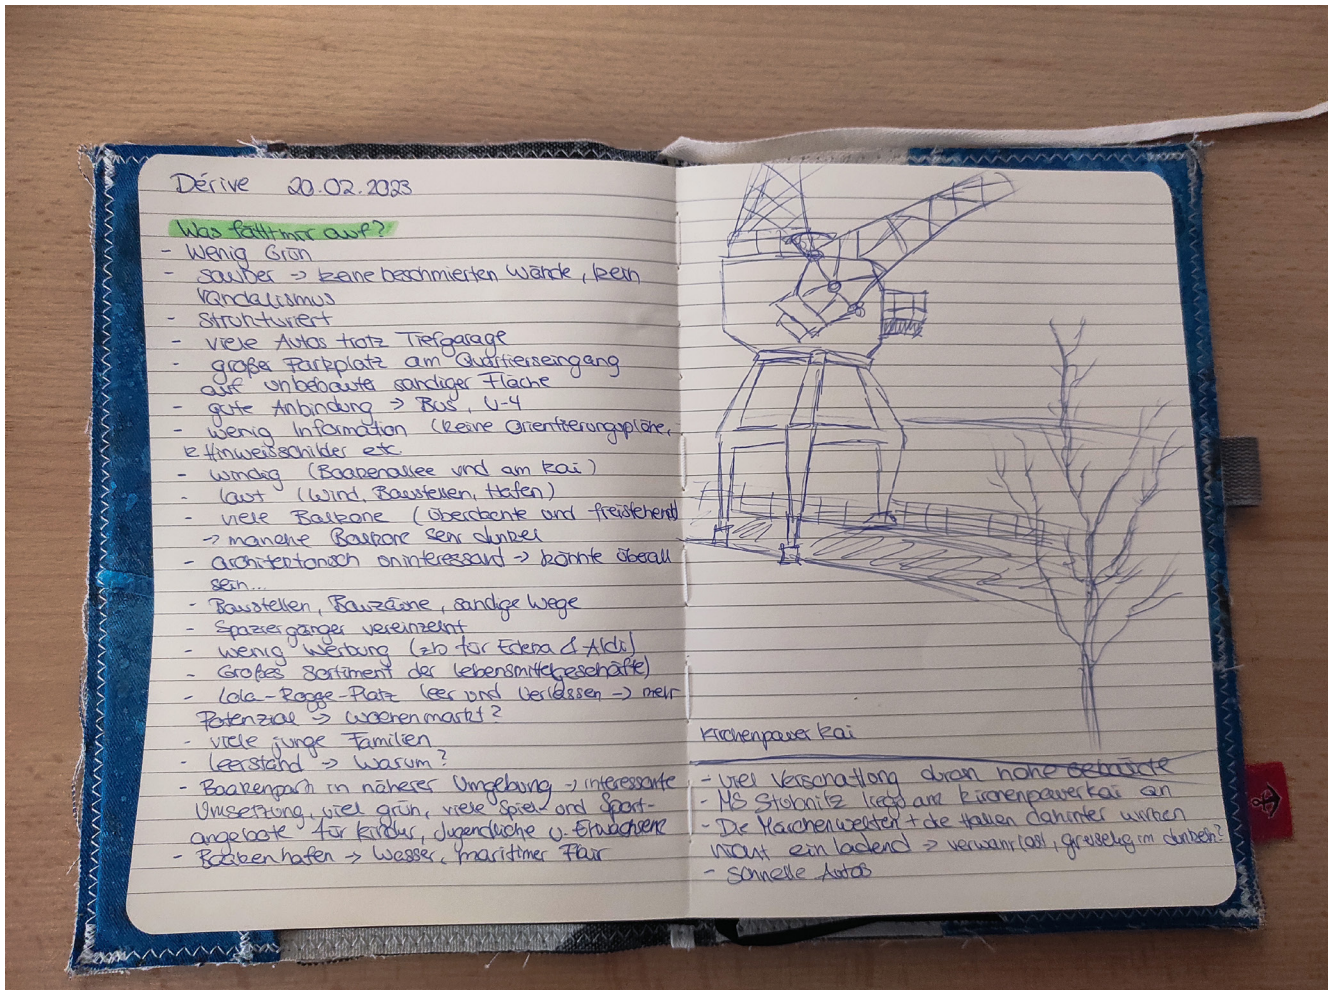 Dérive 20.02.2023
Was fällt mir auf?
- Wenig Grün
- sauber → keine beschmierten Wände, kein
Vandalismus
- Strukturiert
- viele Autos trotz Tiefgarage
- großer Parkplatz am Quartierseingang
auf unbebauter sandiger Fläche
- gute Anbindung → Bus, U-4
- wenig Information (keine Orientierungspläne,
Hinweisschilder etc.
- windig (Baakenallee und am Kai)
- laut (Wind, Baustellen, Hafen)
- viele Balkone (überdachte und freistehend)
→ manche Balkone sehr dunkel
- architektonisch uninteressand → könnte überall
sein...
- Baustellen, Bauzäune, sandige Wege
- Spaziergänger vereinzelnt
- wenig Werbung (zb für Edeka & Aldi)
- Großes Sortiment der Lebensmittelgeschäfte)
- Lola-Rogge-Platz leer und Verlassen → mehr
Potenzial → Wochenmarkt?
- viele junge Familien
- Leerstand → Warum?
- Baakenpark in näherer Umgebung → interessante
Umsetzung, viel grün, viele Spiel- und Sport-
angebote für Kinder, Jugendliche u. Erwachsene
- Baakenhafen → Wasser, maritimer Flair
Kirchenpauerkai
- viel Verschattung durch hohe Gebäude
- MS Stubnitz liegt am Kirchenpauerkai an
- Die Märchenwelten + die Hallen dahinter wirken
nicht einladend → verwahrlost, gruselig im dunkeln?
- schnelle Autos